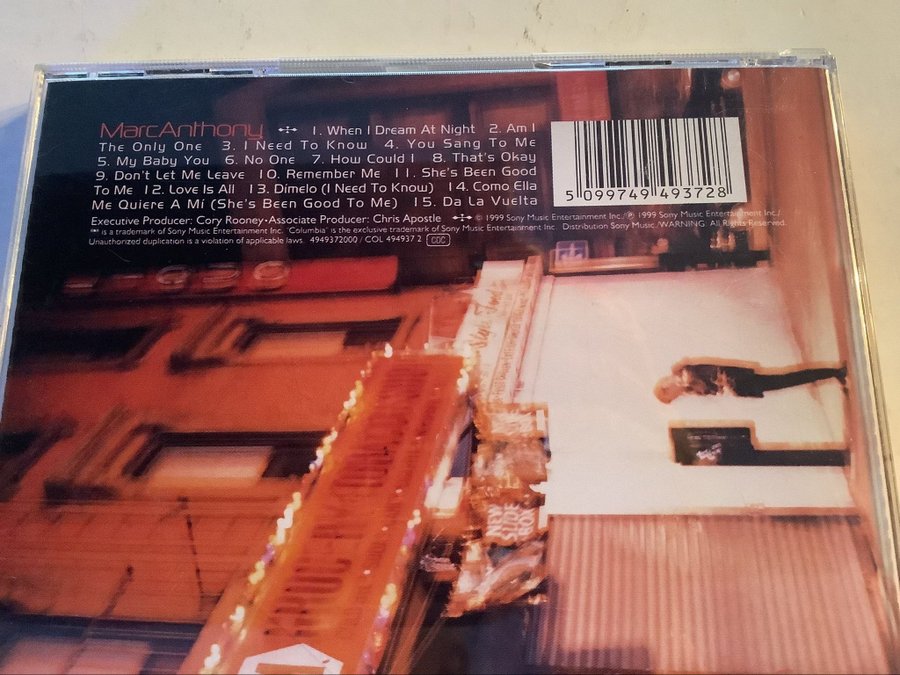 MarcAnthony 1. When I Dream At Night 2. Am I
The Only One 3. I Need To Know 4. You Sang To Me
5. My Baby You 6. No One 7. How Could I 8. That's Okay
9. Don't Let Me Leave 10. Remember Me 11. She's Been Good
To Me 12. Love Is All 13. Dímelo (I Need To Know) 14. Como Ella
Me Quiere A Mí (She's Been Good To Me) 15. Da La Vuelta
5 099749 493728
Executive Producer: Cory Rooney•Associate Producer: Chris Apostle © 1999 Sony Music Entertainment Inc./℗ 1999 Sony Music Entertainment Inc./
is a trademark of Sony Music Entertainment Inc. "Columbia" is the exclusive trademark of Sony Music Entertainment Inc. Distribution Sony Music./WARNING: All Rights Reserved.
Unauthorized duplication is a violation of applicable laws. 4949372000 / COL 494937 2 CDC
NEW
SLIDE